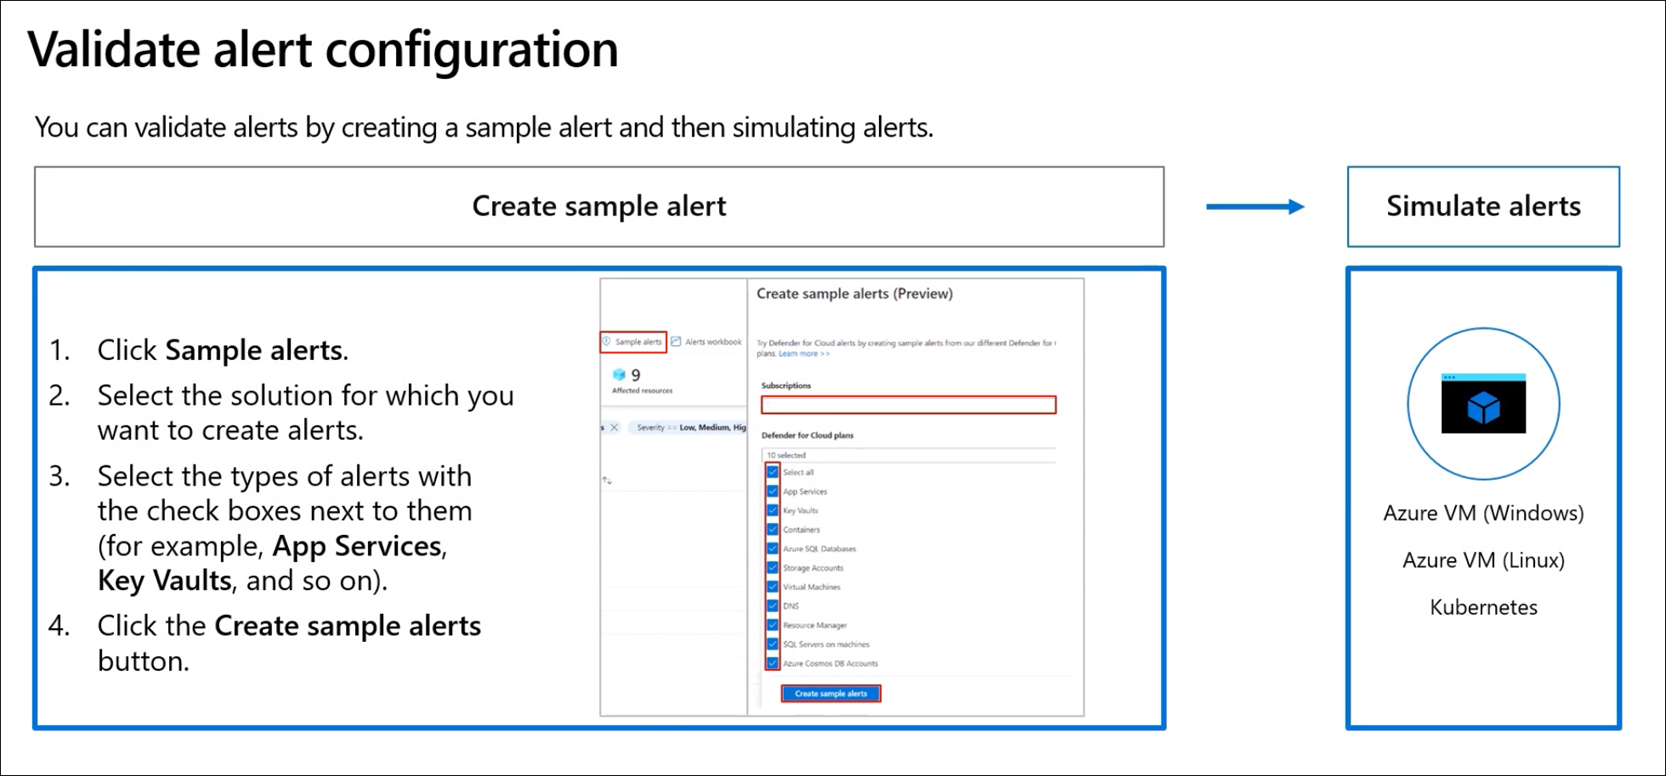 Validate alert configuration
You can validate alerts by creating a sample alert and then simulating alerts.
Create sample alert
Simulate alerts
1. Click Sample alerts.
2. Select the solution for which you
want to create alerts.
3. Select the types of alerts with
the check boxes next to them
(for example, App Services,
Key Vaults, and so on).
4. Click the Create sample alerts
button.
Sample alerts
Alerts workbook
9
Affected resources
s
Severity == Low, Medium, Hig
Create sample alerts (Preview)
Try Defender for Cloud alerts by creating sample alerts from our different Defender for
plans. Learn more >>
Subscriptions
Defender for Cloud plans
10 selected
Select all
App Services
Key Vaults
Containers
Azure SQL Databases
Storage Accounts
Virtual Machines
DNS
Resource Manager
SQL Servers on machines
Azure Cosmos DB Accounts
Create sample alerts
Azure VM (Windows)
Azure VM (Linux)
Kubernetes